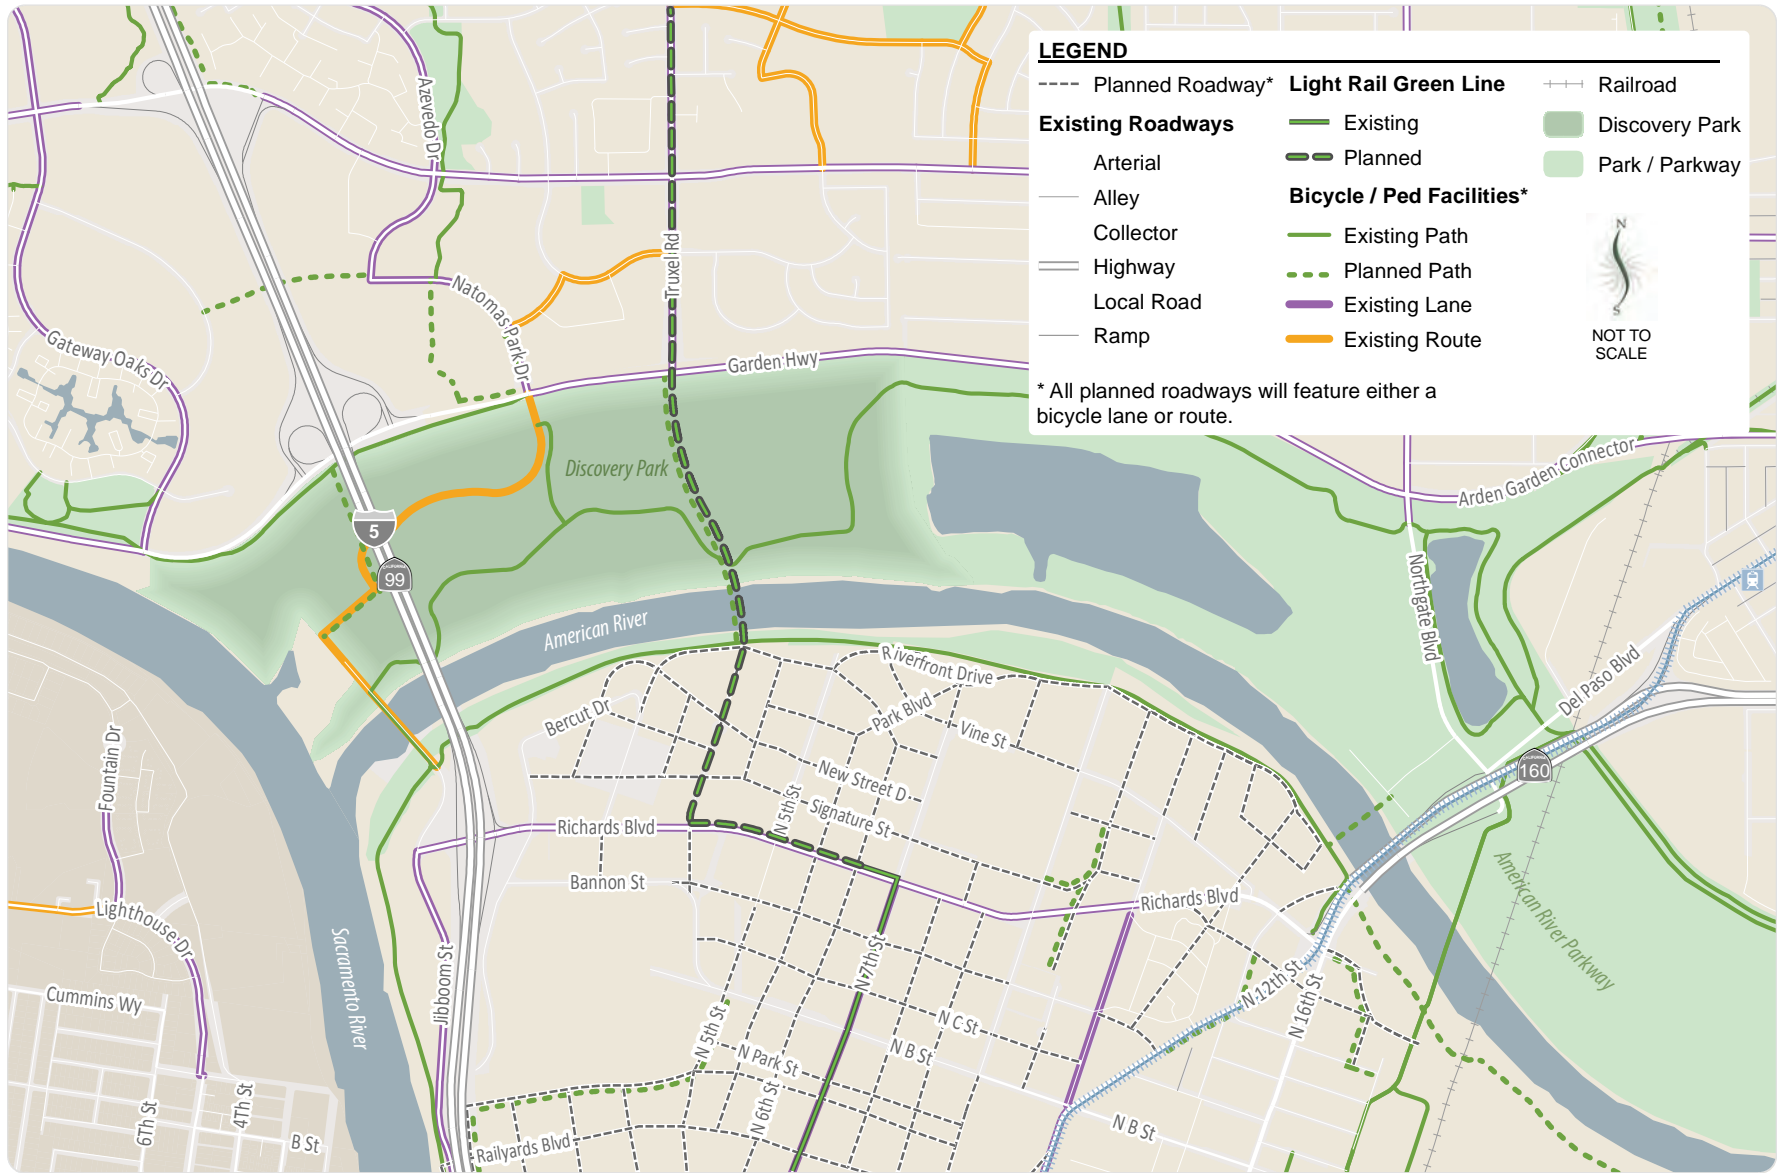 LEGEND
Planned Roadway*
Existing Roadways
Arterial
Alley
Collector
Highway
Local Road
Ramp
Light Rail Green Line
Existing
Planned
Bicycle / Ped Facilities*
Existing Path
Planned Path
Existing Lane
Existing Route
Railroad
Discovery Park
Park / Parkway
N
S
NOT TO
SCALE
* All planned roadways will feature either a
bicycle lane or route.
Azevedo Dr
Truxel Rd
Natomas Park Dr
Gateway Oaks Dr
Garden Hwy
Discovery Park
Arden Garden Connector
5
CALIFORNIA
99
Northgate Blvd
American River
Riverfront Drive
Del Paso Blvd
Bercut Dr
Park Blvd
Vine St
Fountain Dr
New Street D
CALIFORNIA
160
N 5th St
Signature St
Richards Blvd
Bannon St
Richards Blvd
American River Parkway
Lighthouse Dr
Sacramento River
Jibboom St
N 7th St
N 12th St
N 16th St
Cummins Wy
N 5th St
N C St
N B St
N Park St
N 6th St
6Th St
4Th St
B St
Railyards Blvd
N B St